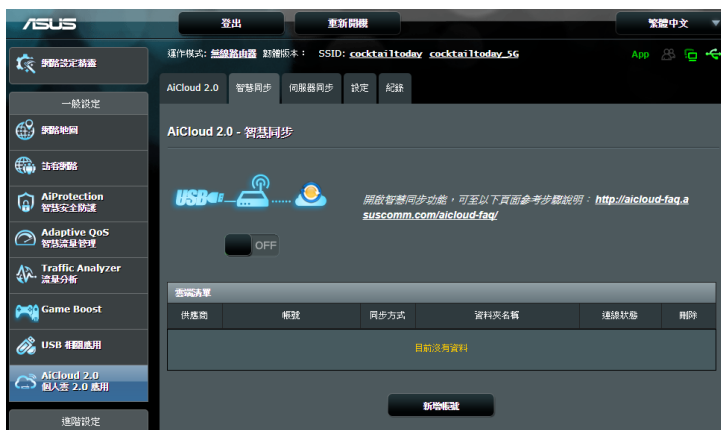 ASUS 登出 重新開機 繁體中文
運作模式: 無線路由器 韌體版本： SSID: cocktailtoday cocktailtoday_5G App
網路設定精靈
一般設定
網路地圖
訪客網路
AiProtection
智慧安全防護
Adaptive QoS
智慧流量管理
Traffic Analyzer
流量分析
Game Boost
USB 相關應用
AiCloud 2.0
個人雲 2.0 應用
進階設定
AiCloud 2.0 智慧同步 伺服器同步 設定 紀錄
AiCloud 2.0 - 智慧同步
USB
開啟智慧同步功能，可至以下頁面參考步驟說明： http://aicloud-faq.a
suscomm.com/aicloud-faq/
OFF
雲端清單
供應商 帳號 同步方式 資料夾名稱 連線狀態 刪除
目前沒有資料
新增帳號